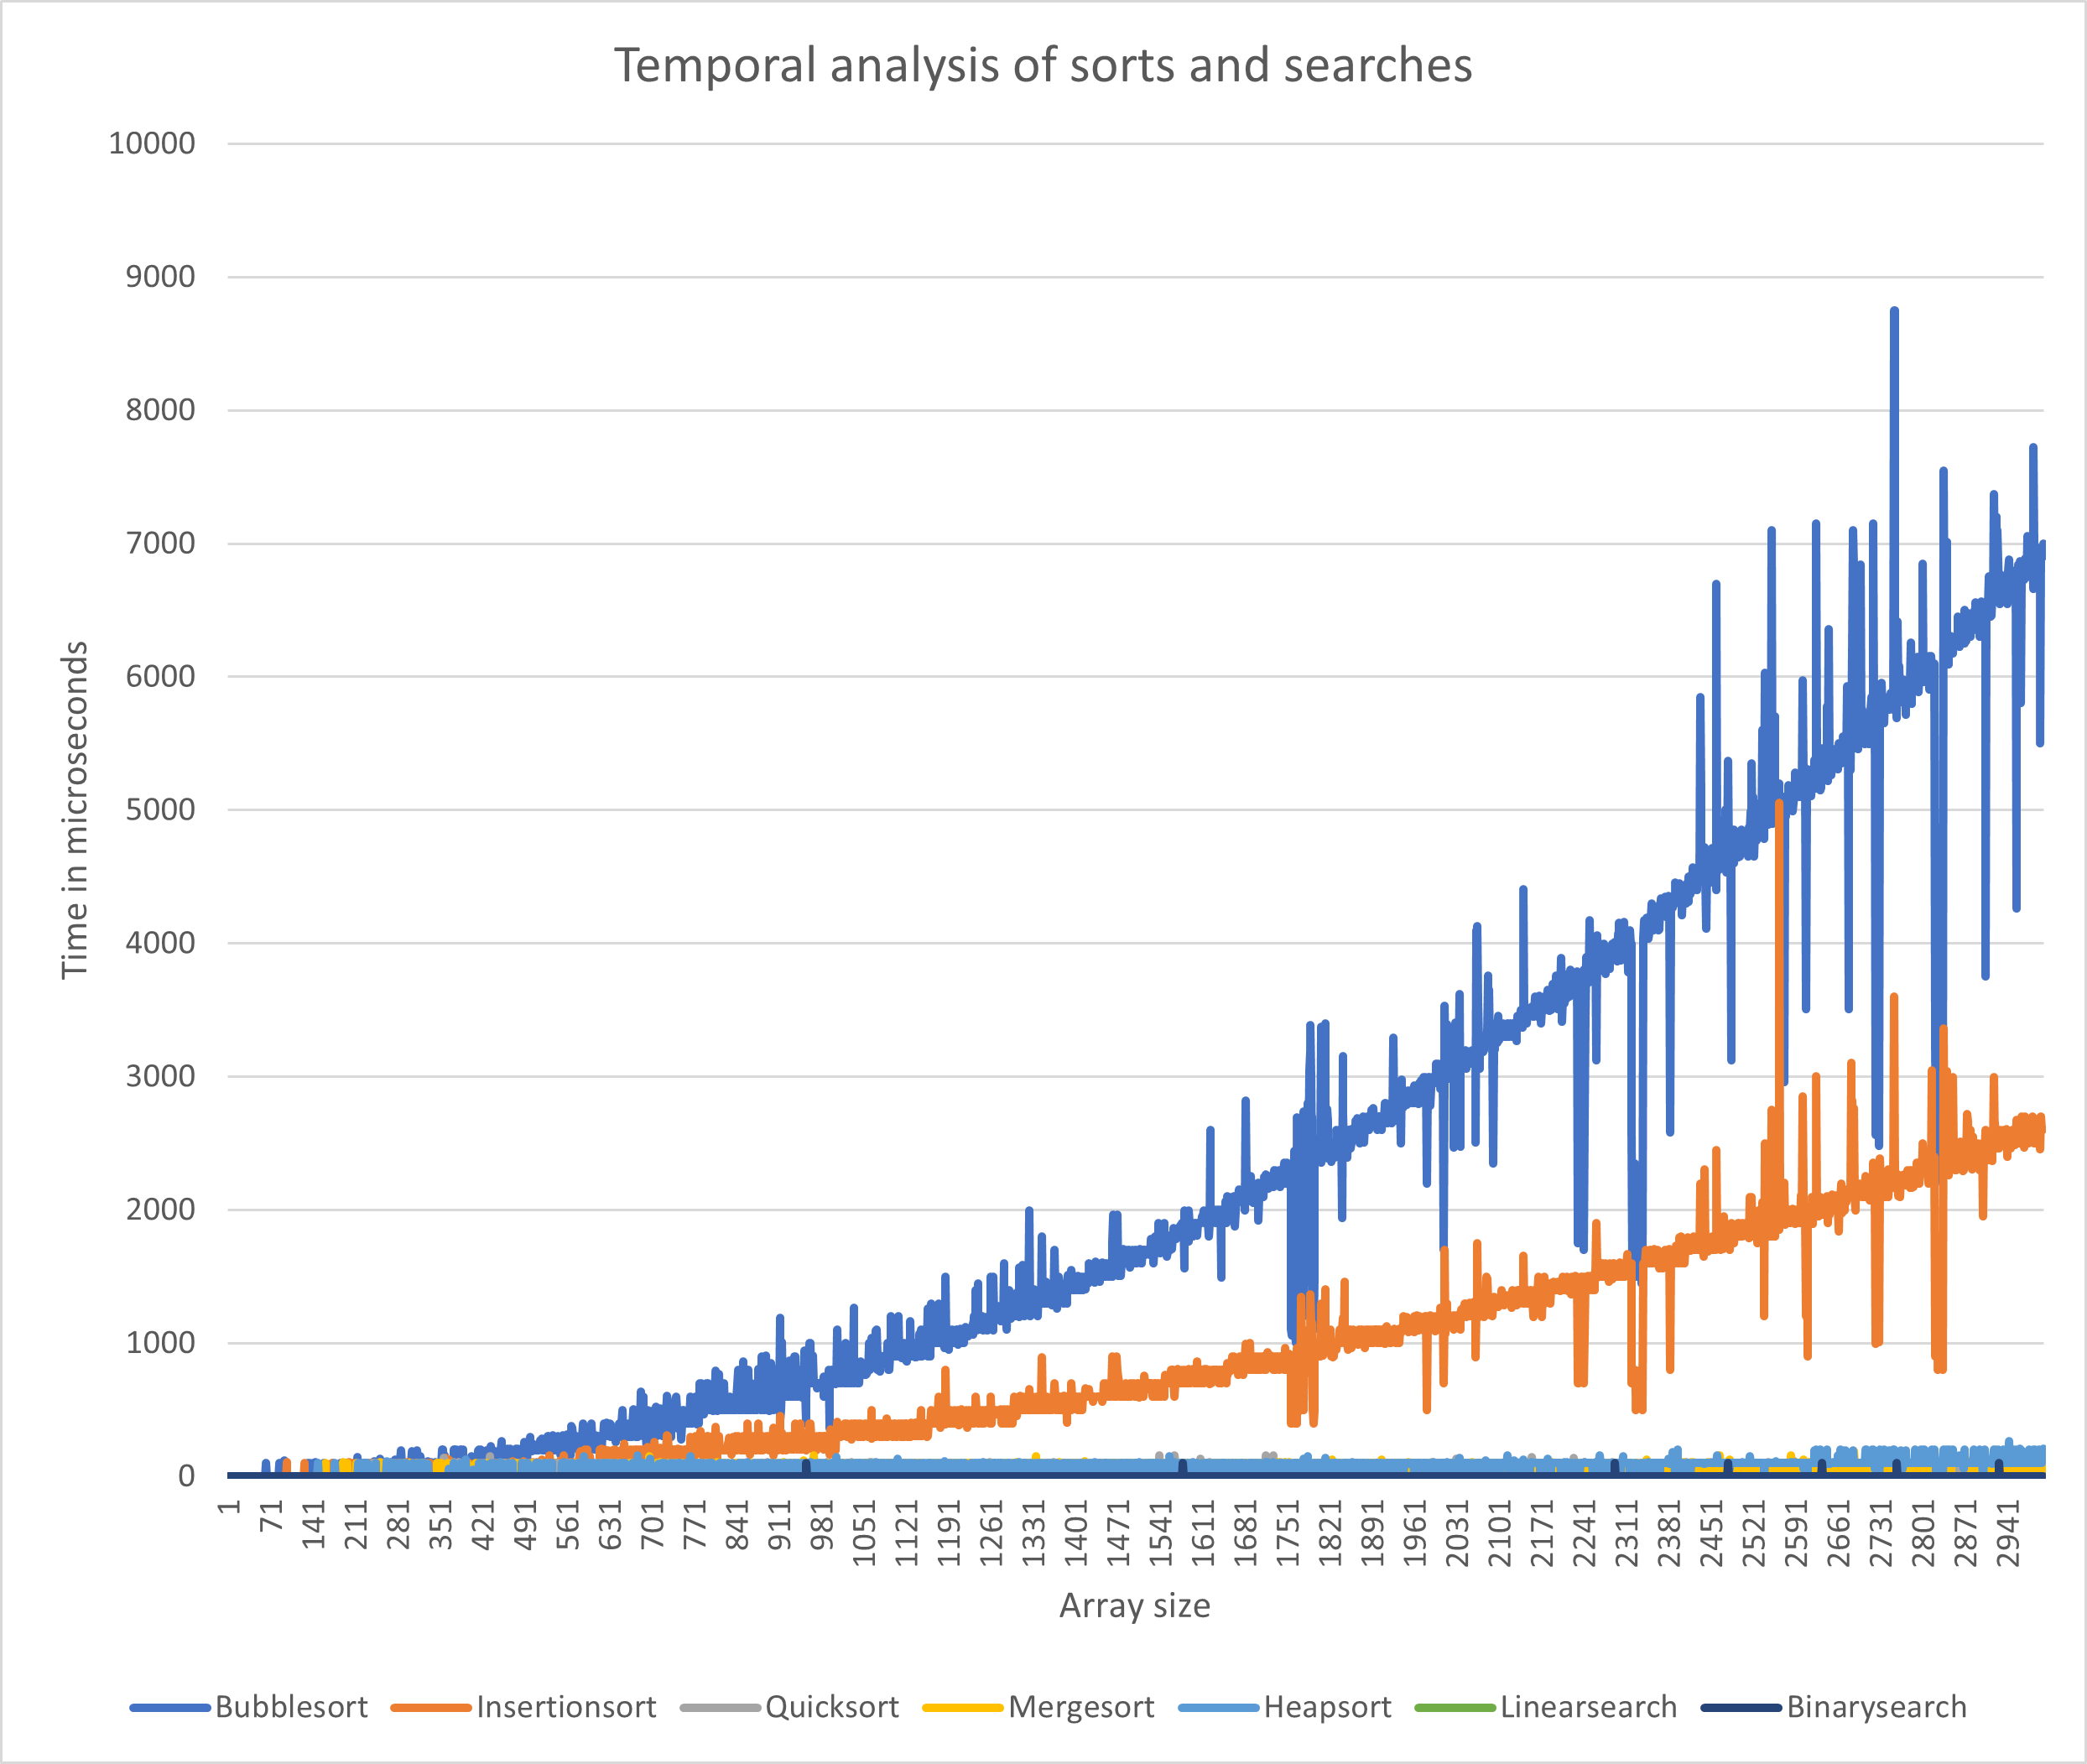 Temporal analysis of sorts and searches
10000
9000
8000
7000
6000
5000
4000
3000
2000
1000
0
Time in microseconds
1 71 141 211 281 351 421 491 561 631 701 771 841 911 981 1051 1121 1191 1261 1331 1401 1471 1541 1611 1681 1751 1821 1891 1961 2031 2101 2171 2241 2311 2381 2451 2521 2591 2661 2731 2801 2871 2941
Array size
Bubblesort Insertionsort Quicksort Mergesort Heapsort Linearsearch Binarysearch